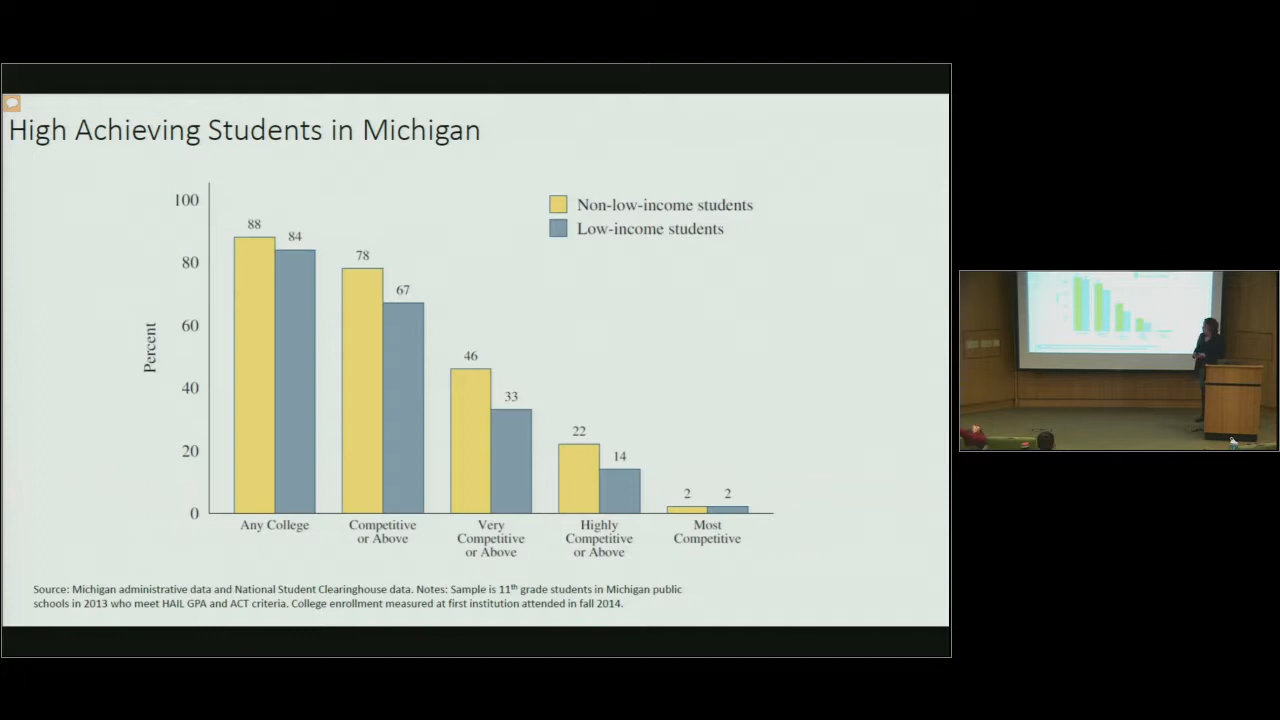 High Achieving Students in Michigan
100
80
60
40
20
0
Percent
Non-low-income students
Low-income students
88
84
78
67
46
33
22
14
2
2
Any College
Competitive
or Above
Very
Competitive
or Above
Highly
Competitive
or Above
Most
Competitive
Source: Michigan administrative data and National Student Clearinghouse data. Notes: Sample is 11th grade students in Michigan public
schools in 2013 who meet HAIL GPA and ACT criteria. College enrollment measured at first institution attended in fall 2014.